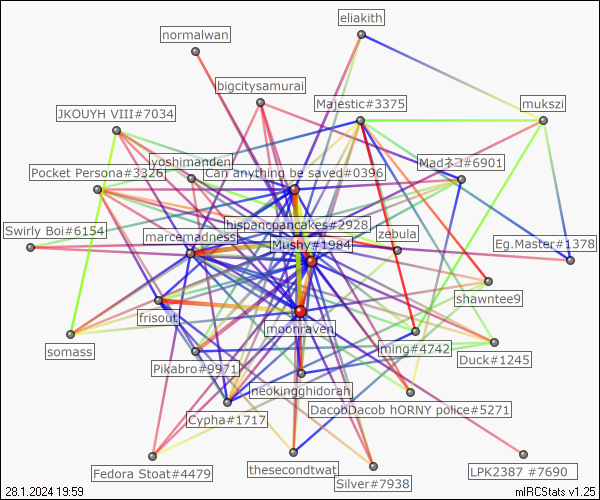 eliakith
normalwan
bigcitysamurai
Majestic#3375
mukszi
JKOUYH VIII#7034
yoshimanden
Madネコ#6901
Pocket Persona#3326
Can anything be saved#0396
hispancpancakes#2928
Swirly Boi#6154
marcemadness
zebula
Mushy#1984
Eg.Master#1378
shawntee9
frisout
moonraven
somass
ming#4742
Duck#1245
Pikabro#9971
neokingghidorah
DacobDacob hORNY police#5271
Cypha#1717
Fedora Stoat#4479
thesecondtwat
LPK2387 #7690
Silver#7938
28.1.2024 19:59
mIRCStats v1.25